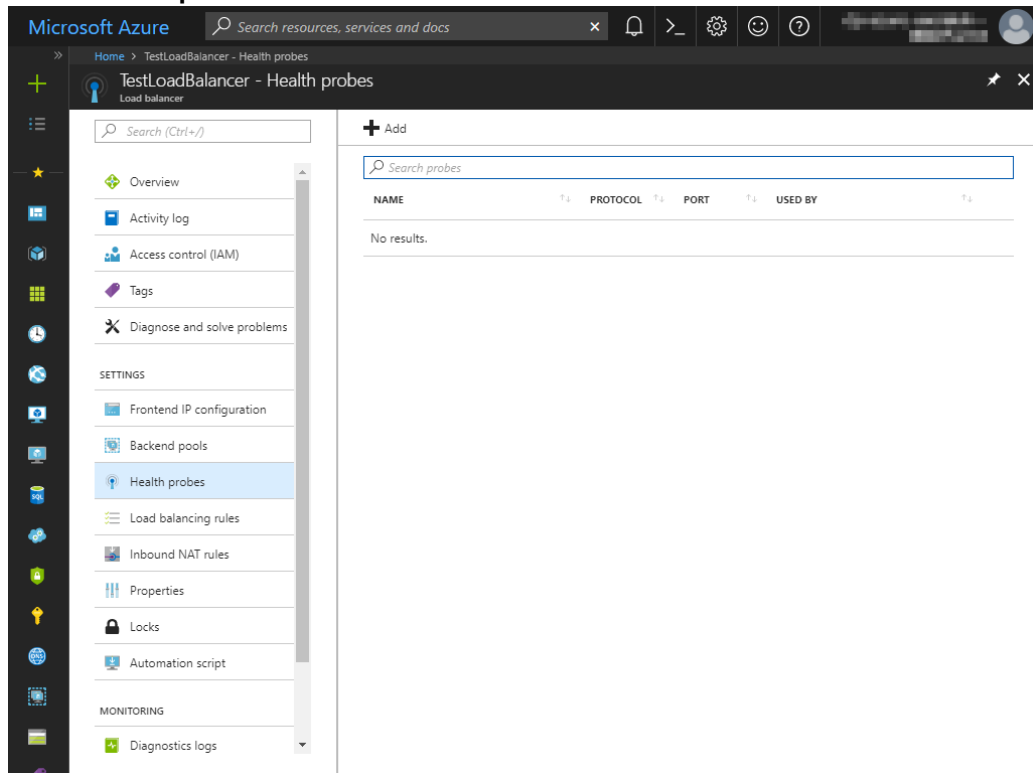 Microsoft Azure
Search resources, services and docs
Home > TestLoadBalancer - Health probes
TestLoadBalancer - Health probes
Load balancer
Search (Ctrl+/)
Overview
Activity log
Access control (IAM)
Tags
Diagnose and solve problems
SETTINGS
Frontend IP configuration
Backend pools
Health probes
Load balancing rules
Inbound NAT rules
Properties
Locks
Automation script
MONITORING
Diagnostics logs
Add
Search probes
NAME PROTOCOL PORT USED BY
No results.
SQL
DNS